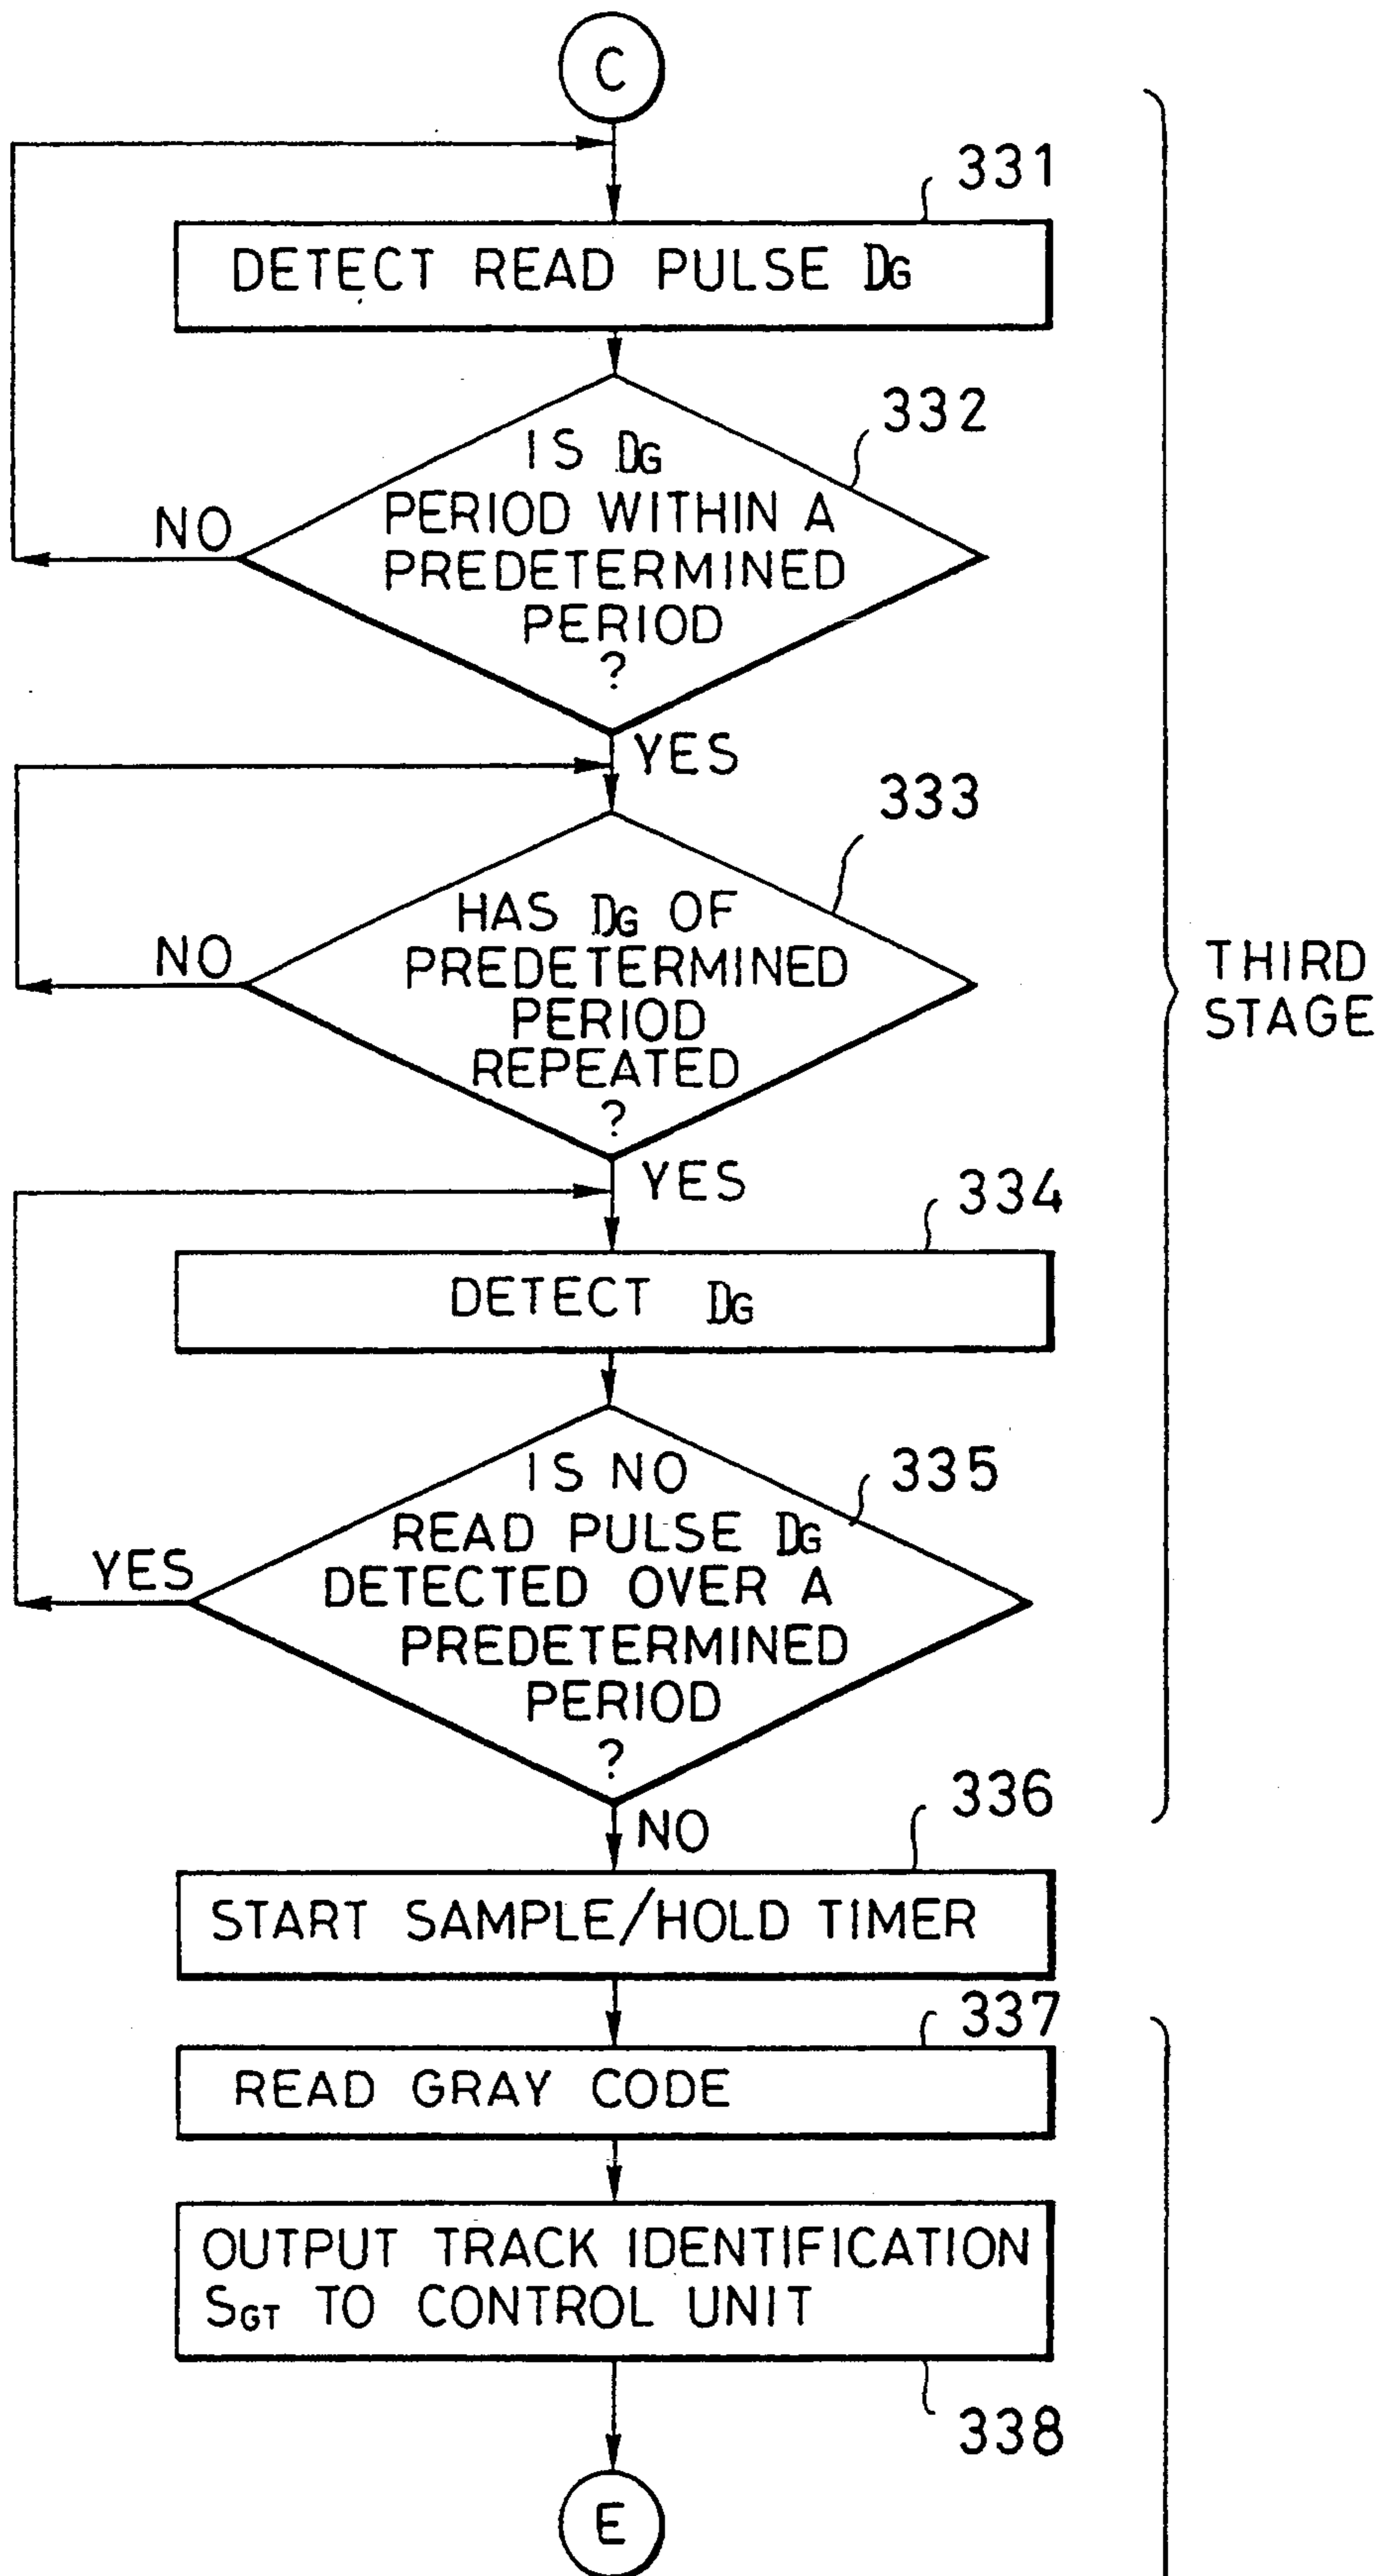 C
331
DETECT READ PULSE DG
332
IS DG
PERIOD WITHIN A
PREDETERMINED
PERIOD
?
NO
YES
333
HAS DG OF
PREDETERMINED
PERIOD
REPEATED
?
NO
YES
THIRD
STAGE
334
DETECT DG
335
IS NO
READ PULSE DG
DETECTED OVER A
PREDETERMINED
PERIOD
?
YES
NO
336
START SAMPLE/HOLD TIMER
337
READ GRAY CODE
OUTPUT TRACK IDENTIFICATION
SGT TO CONTROL UNIT
338
E